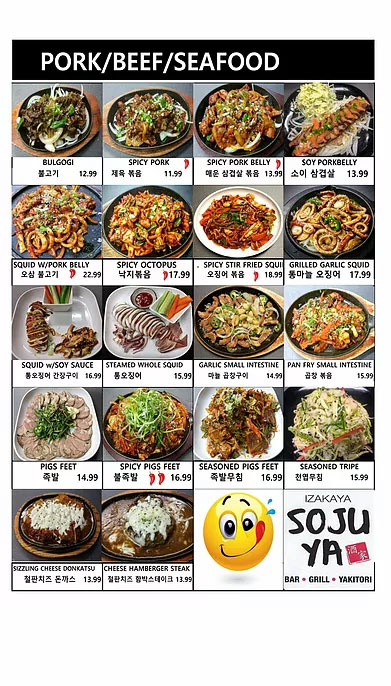 PORK/BEEF/SEAFOOD
BULGOGI
불고기 12.99
SPICY PORK
제육 볶음 11.99
SPICY PORK BELLY
매운 삼겹살 13.99
SOY PORKBELLY
소이 삼겹살 13.99
SQUID W/PORK BELLY
오삼 불고기 22.99
SPICY OCTOPUS
낙지볶음 17.99
. SPICY STIR FRIED SQUI
오징어 볶음 18.99
GRILLED GARLIC SQUID
통마늘 오징어 17.99
SQUID w/SOY SAUCE
통오징어 간장구이 16.99
STEAMED WHOLE SQUID
통오징어 15.99
GARLIC SMALL INTESTINE
마늘 곱창구이 14.99
PAN FRY SMALL INTESTINE
곱창 볶음 15.99
PIGS FEET
족발 14.99
SPICY PIGS FEET
불족발 16.99
SEASONED PIGS FEET
족발무침 16.99
SEASONED TRIPE
천엽무침 15.99
SIZZLING CHEESE DONKATSU
철판치즈 돈까스 13.99
CHEESE HAMBERGER STEAK
철판치즈 함박스테이크 13.99
IZAKAYA
SOJU
YA
酒家
BAR • GRILL • YAKITORI